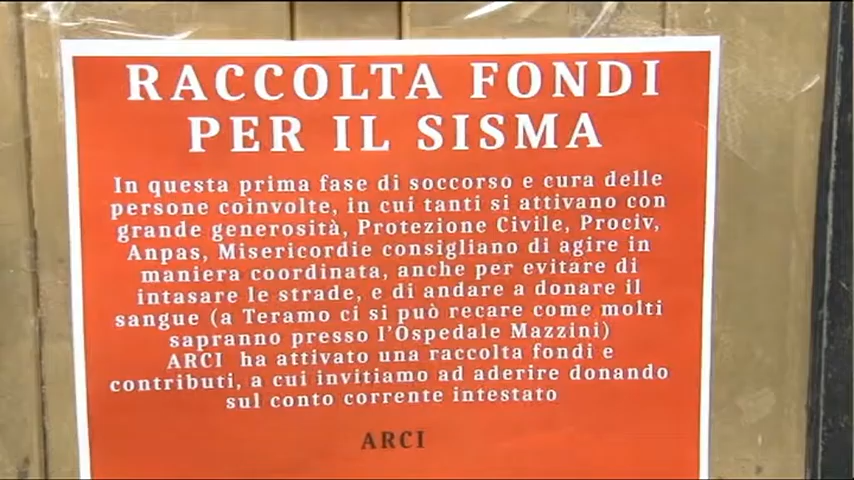 RACCOLTA FONDI
PER IL SISMA
In questa prima fase di soccorso e cura delle
persone coinvolte, in cui tanti si attivano con
grande generosità, Protezione Civile, Prociv,
Anpas, Misericordie consigliano di agire in
maniera coordinata, anche per evitare di
intasare le strade, e di andare a donare il
sangue (a Teramo ci si può recare come molti
sapranno presso l'Ospedale Mazzini)
ARCI ha attivato una raccolta fondi e
contributi, a cui invitiamo ad aderire donando
sul conto corrente intestato
ARCI